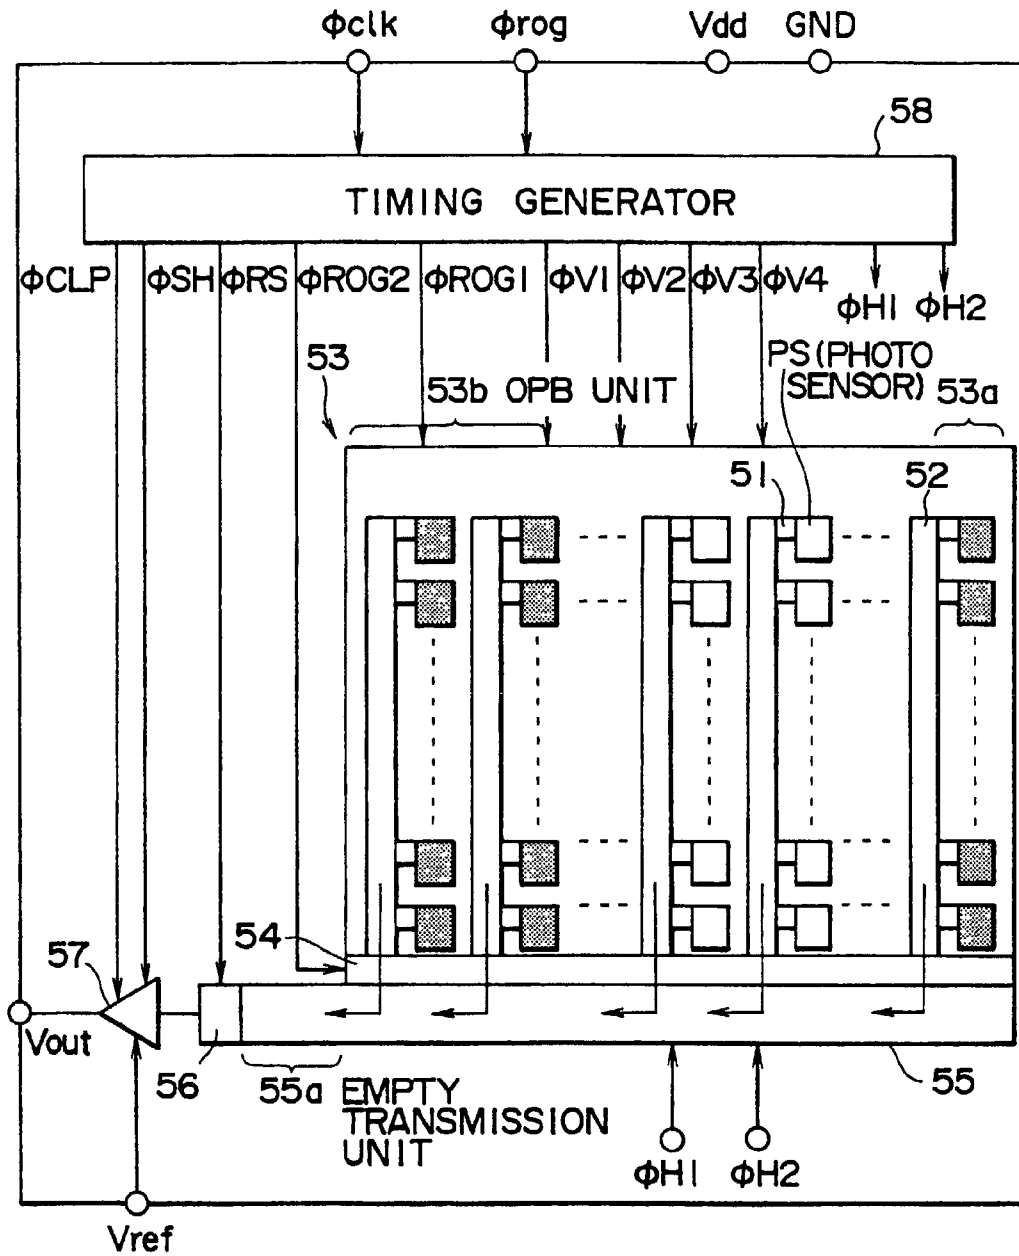 ΦClk Φrog Vdd GND
58
TIMING GENERATOR
ΦCLP ΦSH ΦRS ΦROG2 ΦROG1 ΦV1 ΦV2 ΦV3 ΦV4
ΦH1 ΦH2
53
53b OPB UNIT
PS(PHOTO
SENSOR)
53a
51
52
54
57
Vout
56
55a EMPTY
TRANSMISSION
UNIT
55
ΦH1 ΦH2
Vref